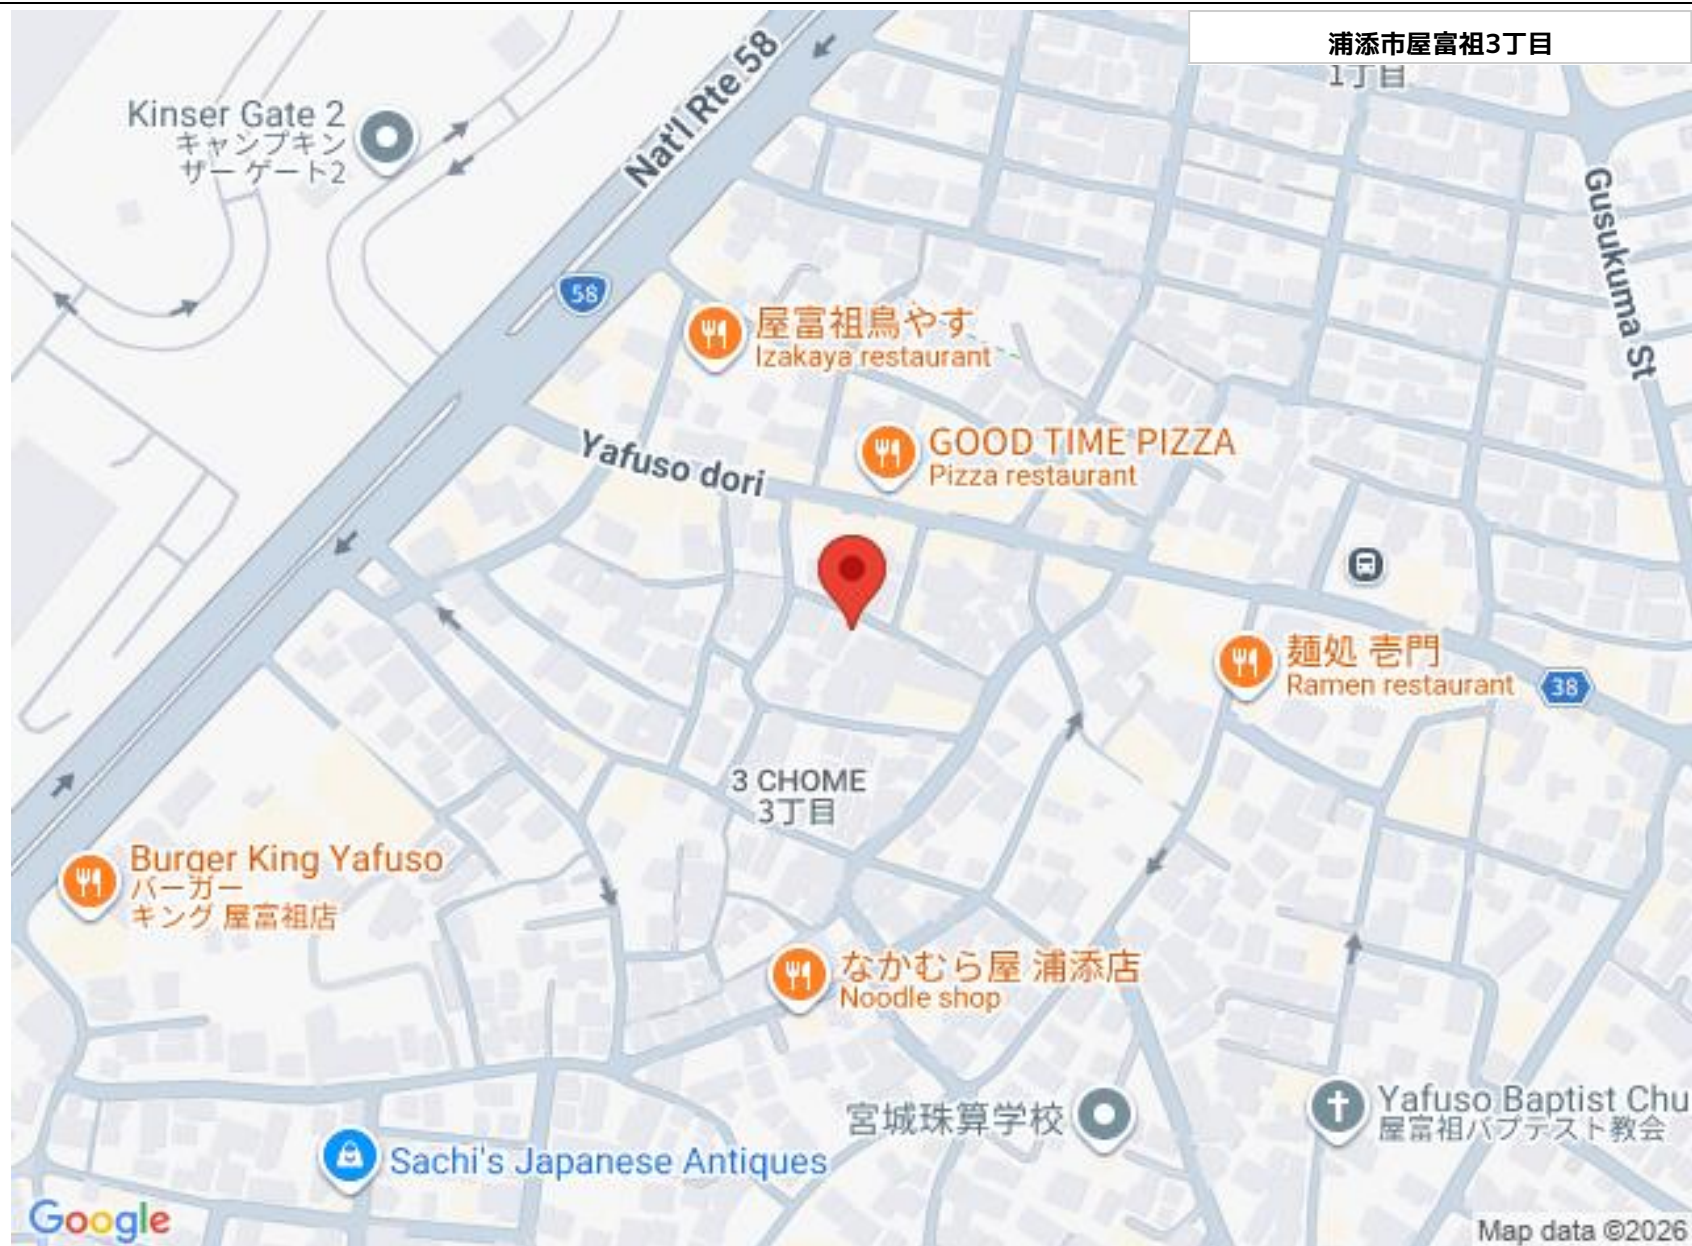 浦添市屋富祖3丁目
1丁目
Nat'l Rte 58
Kinser Gate 2
キャンプキン
ザー ゲート2
Gusukuma St
58
屋富祖鳥やす
Izakaya restaurant
GOOD TIME PIZZA
Pizza restaurant
Yafuso dori
麺処 壱門
Ramen restaurant
38
3 CHOME
3丁目
Burger King Yafuso
バーガー
キング 屋富祖店
なかむら屋 浦添店
Noodle shop
宮城珠算学校
Yafuso Baptist Chu
屋富祖バプテスト教会
Sachi's Japanese Antiques
Google
Map data ©2026